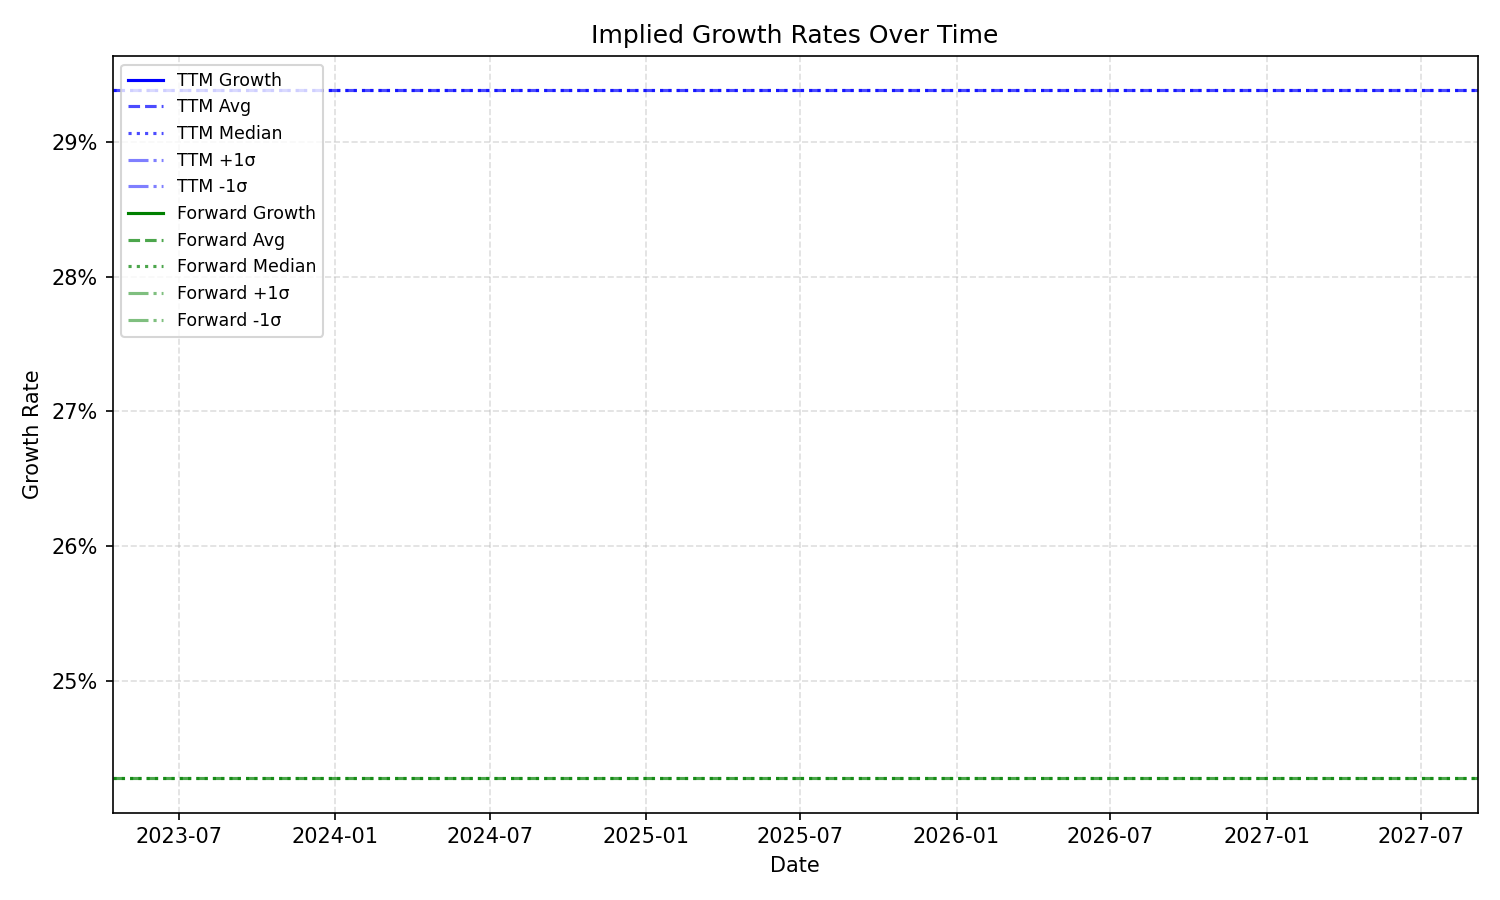 Implied Growth Rates Over Time
TTM Growth
TTM Avg
TTM Median
TTM +1σ
TTM -1σ
Forward Growth
Forward Avg
Forward Median
Forward +1σ
Forward -1σ
29%
28%
27%
26%
25%
Growth Rate
2023-07 2024-01 2024-07 2025-01 2025-07 2026-01 2026-07 2027-01 2027-07
Date